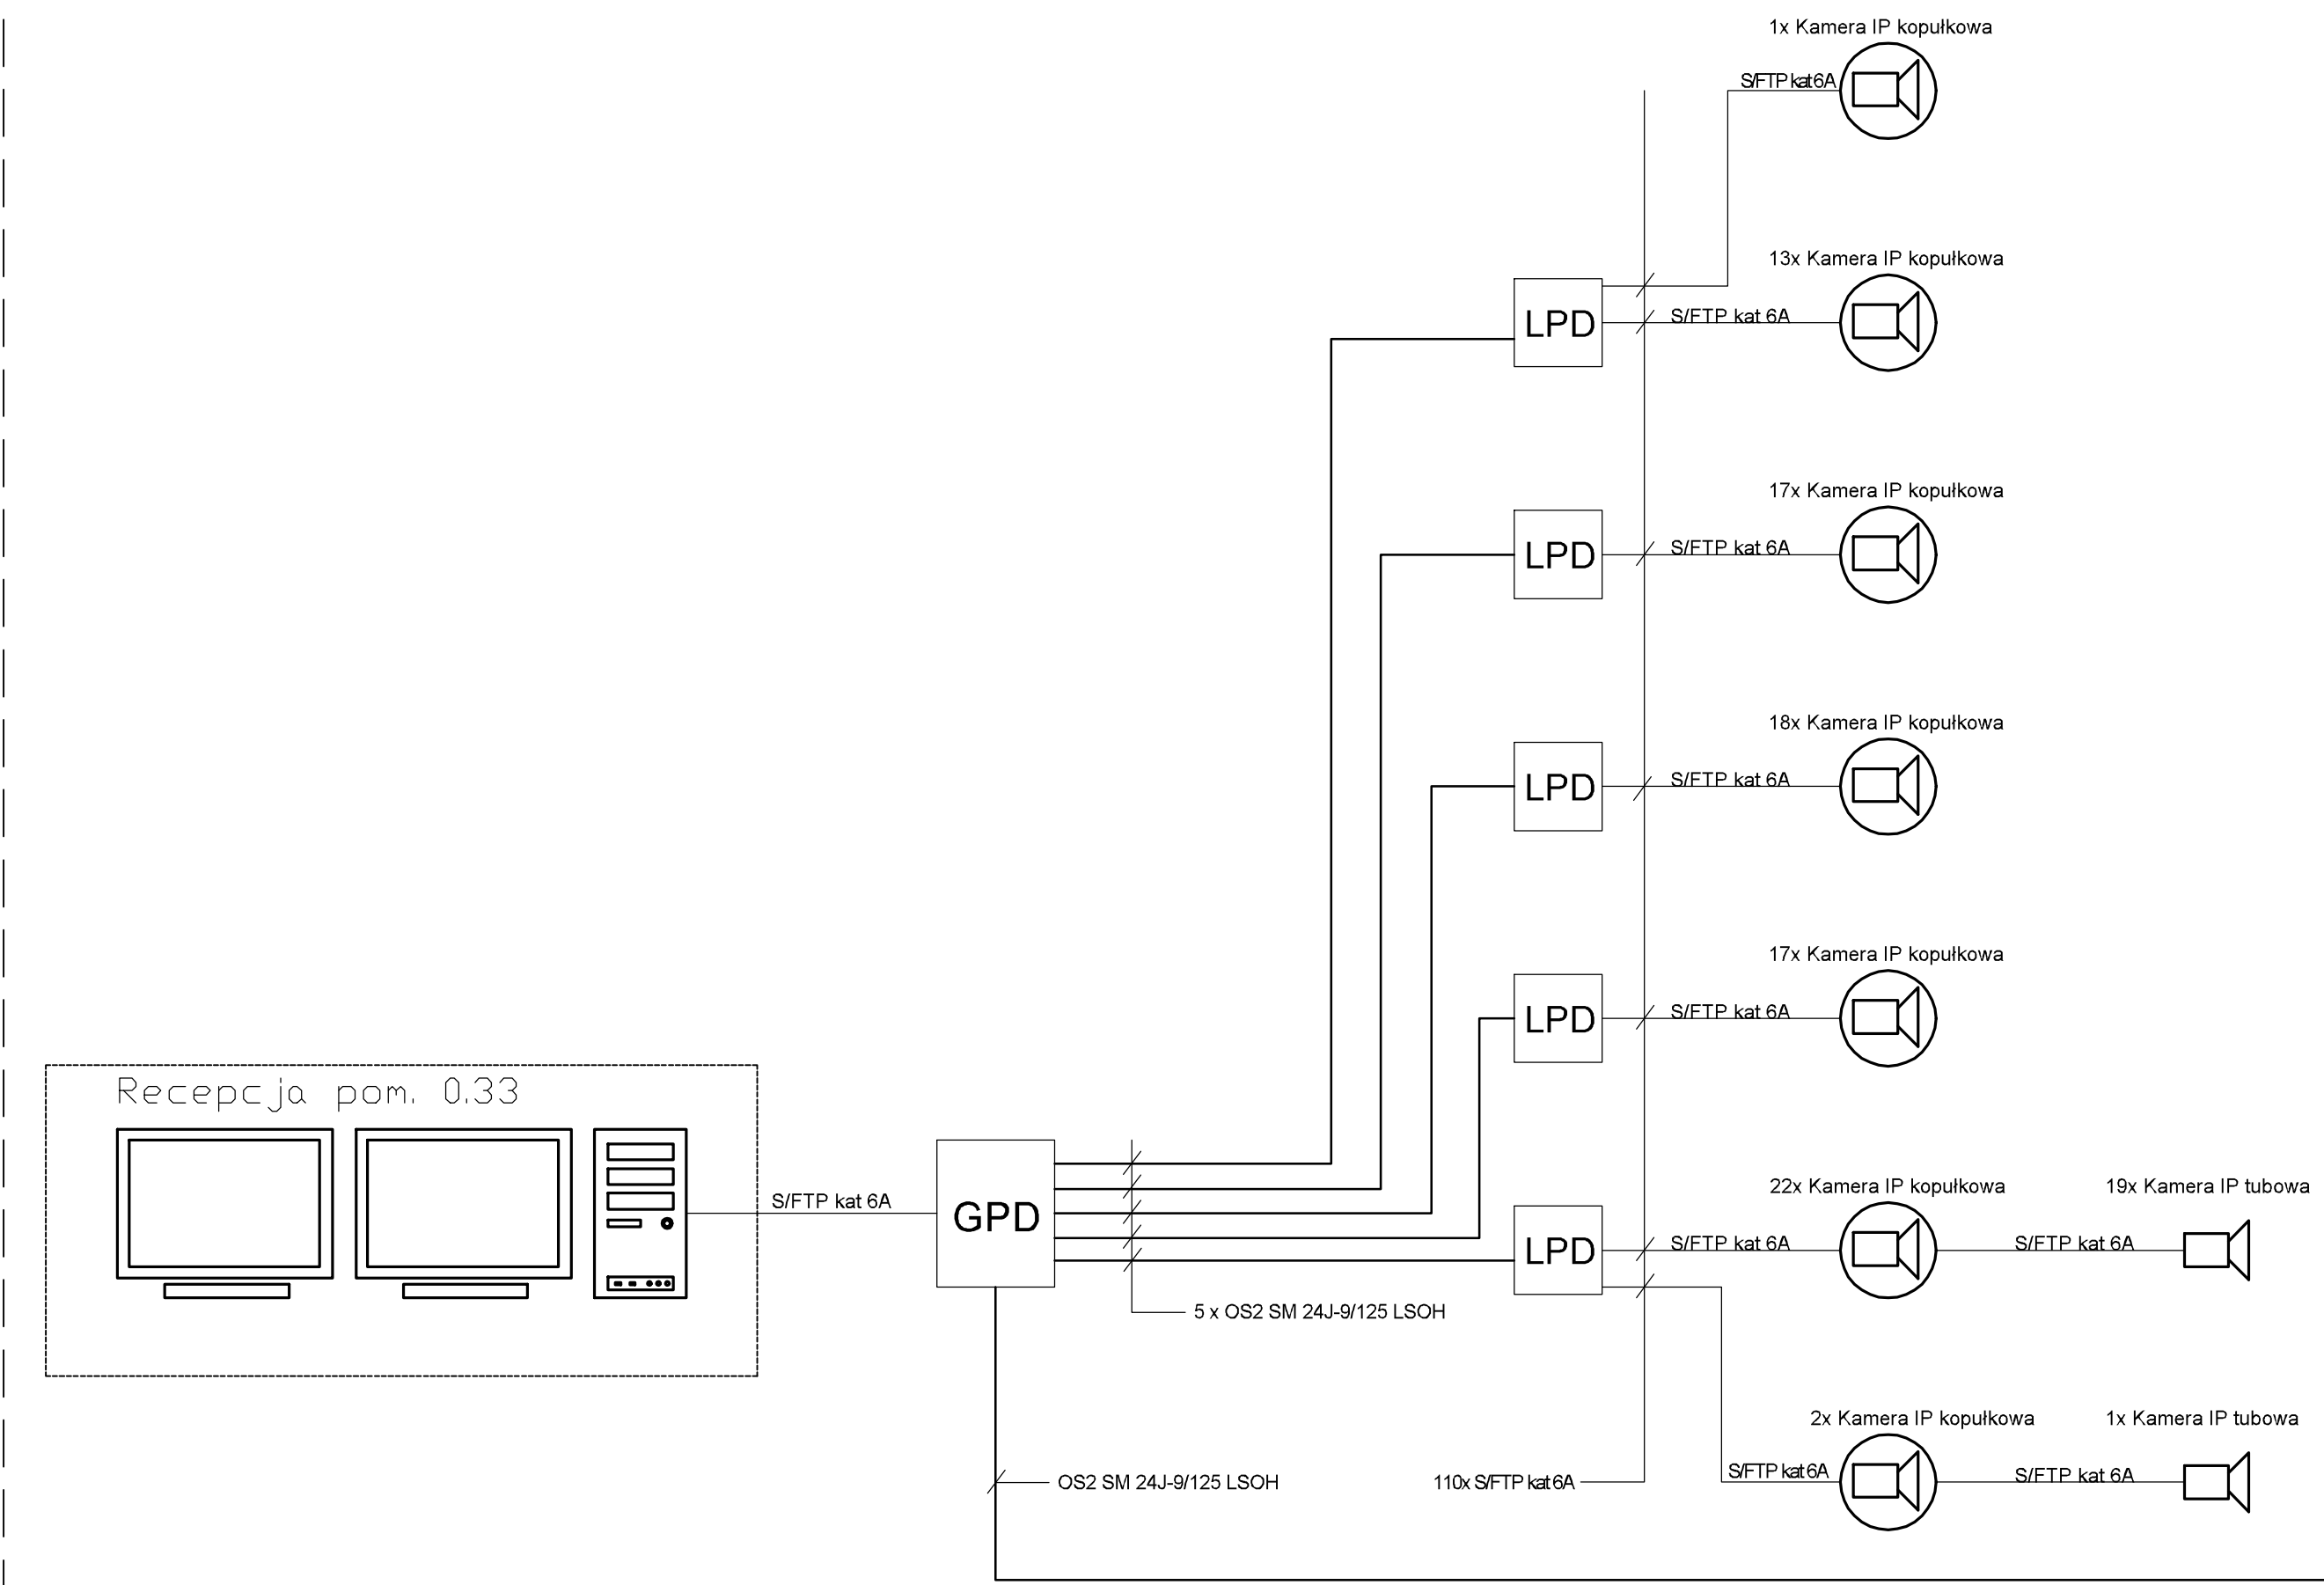 1x Kamera IP kopułkowa
S/FTP kat 6A
13x Kamera IP kopułkowa
LPD
S/FTP kat 6A
17x Kamera IP kopułkowa
LPD
S/FTP kat 6A
18x Kamera IP kopułkowa
LPD
S/FTP kat 6A
17x Kamera IP kopułkowa
LPD
S/FTP kat 6A
Recepcja pom. 0.33
S/FTP kat 6A
GPD
22x Kamera IP kopułkowa
19x Kamera IP tubowa
LPD
S/FTP kat 6A
S/FTP kat 6A
5 x OS2 SM 24J-9/125 LSOH
2x Kamera IP kopułkowa
1x Kamera IP tubowa
OS2 SM 24J-9/125 LSOH
110x S/FTP kat 6A
S/FTP kat 6A
S/FTP kat 6A